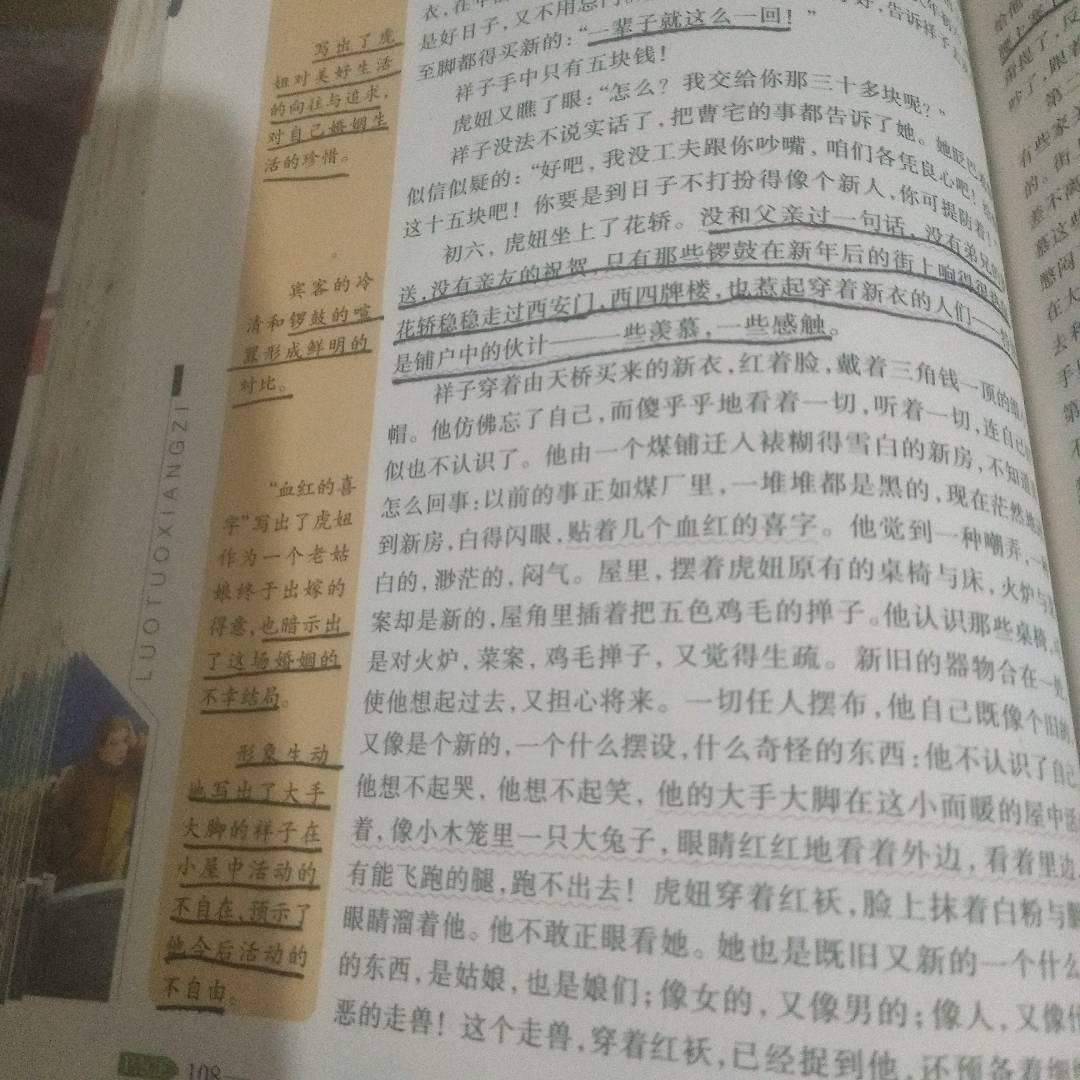 写出了虎
妞对美好生活
的向往与追求，
对自己婚姻生
活的珍惜。
宾客的冷
清和锣鼓的喧
嚣形成鲜明的
对比。
“血红的喜
字”写出了虎妞
作为一个老姑
娘终于出嫁的
得意，也暗示出
了这场婚姻的
不幸结局。
形象生动
地写出了大手
大脚的祥子在
小屋中活动的
不自在，预示了
他今后活动的
不自由。
LUOTUOXIANGZI
108
是好日子，又不用忌门。
至脚都得买新的：“一辈子就这么一回！”
祥子手中只有五块钱！
虎妞又瞧了眼：“怎么？我交给你那三十多块呢？”
祥子没法不说实话了，把曹宅的事都告诉了她。她眨巴
似信似疑的：“好吧，我没工夫跟你吵嘴，咱们各凭良心吧！
这十五块吧！你要是到日子不打扮得像个新人，你可提防着！”
初六，虎妞坐上了花轿。没和父亲过一句话，没有弟兄的
送，没有亲友的祝贺，只有那些锣鼓在新年后的街上响得很
花轿稳稳走过西安门，西四牌楼，也惹起穿着新衣的人们——
是铺户中的伙计——一些羡慕，一些感触。
祥子穿着由天桥买来的新衣，红着脸，戴着三角钱一顶的缎
帽。他仿佛忘了自己，而傻乎乎地看着一切，听着一切，连自己
似也不认识了。他由一个煤铺迁入裱糊得雪白的新房，不知道
怎么回事：以前的事正如煤厂里，一堆堆都是黑的，现在茫然地
到新房，白得闪眼，贴着几个血红的喜字。他觉到一种嘲弄，一
白的，渺茫的，闷气。屋里，摆着虎妞原有的桌椅与床，火炉与
案却是新的，屋角里插着把五色鸡毛的掸子。他认识那些桌椅，
是对火炉，菜案，鸡毛掸子，又觉得生疏。新旧的器物合在一处
使他想起过去，又担心将来。一切任人摆布，他自己既像个旧的
又像是个新的，一个什么摆设，什么奇怪的东西；他不认识了自己
他想不起哭，他想不起笑，他的大手大脚在这小而暖的屋中活
着，像小木笼里一只大兔子，眼睛红红地看着外边，看着里边
有能飞跑的腿，跑不出去！虎妞穿着红袄，脸上抹着白粉与
眼睛溜着他。他不敢正眼看她。她也是既旧又新的一个什么
的东西，是姑娘，也是娘们；像女的，又像男的；像人，又像什
恶的走兽！这个走兽，穿着红袄，已经捉到他，还预备着